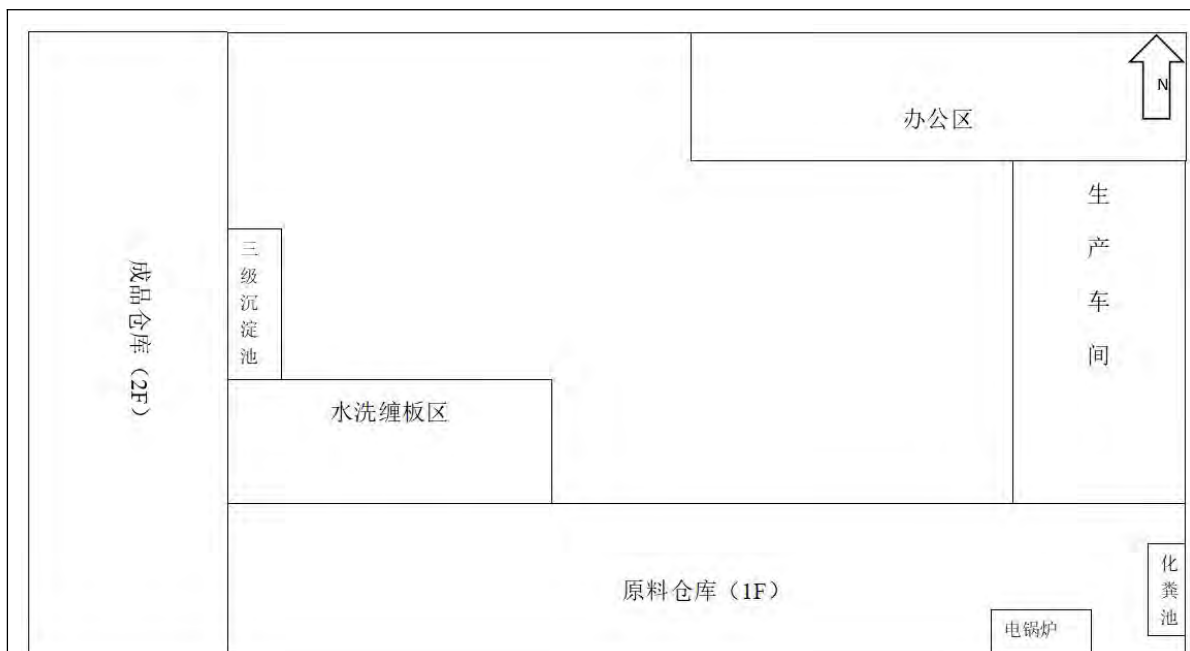 N
办公区
生产车间
三级沉淀池
成品仓库（2F）
水洗缠板区
原料仓库（1F）
化粪池
电锅炉